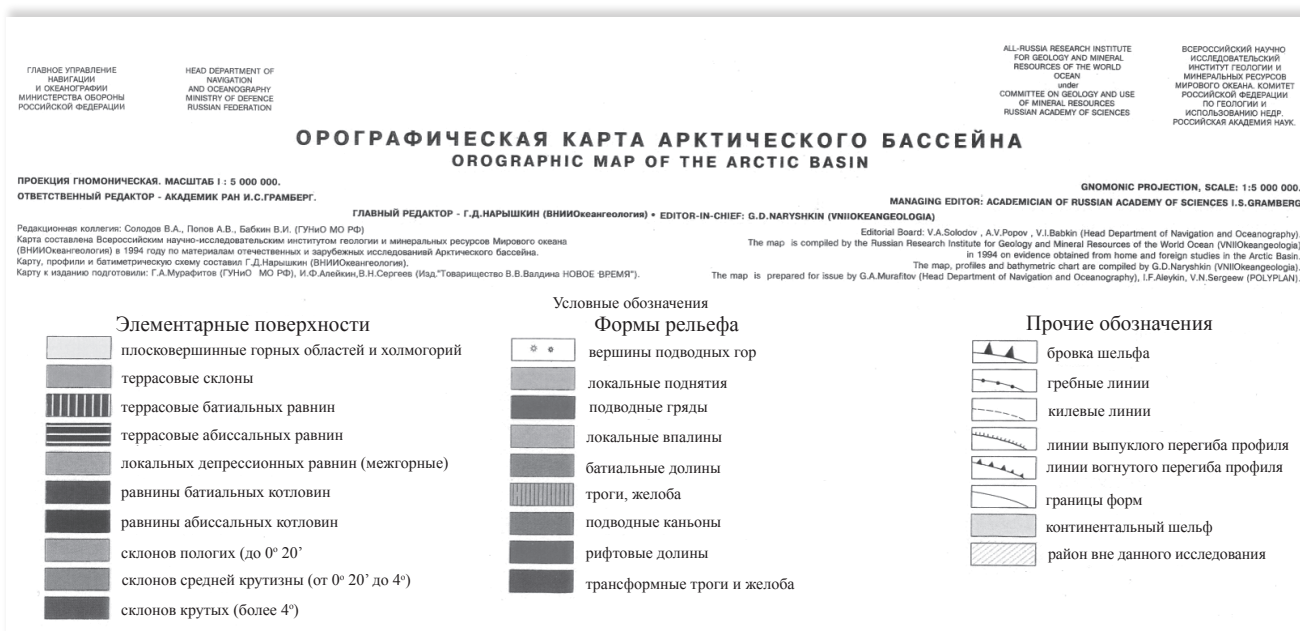 ГЛАВНОЕ УПРАВЛЕНИЕ
НАВИГАЦИИ
И ОКЕАНОГРАФИИ
МИНИСТЕРСТВА ОБОРОНЫ
РОССИЙСКОЙ ФЕДЕРАЦИИ
HEAD DEPARTMENT OF
NAVIGATION
AND OCEANOGRAPHY
MINISTRY OF DEFENCE
RUSSIAN FEDERATION
ALL-RUSSIA RESEARCH INSTITUTE
FOR GEOLOGY AND MINERAL
RESOURCES OF THE WORLD
OCEAN
under
COMMITTEE ON GEOLOGY AND USE
OF MINERAL RESOURCES
RUSSIAN ACADEMY OF SCIENCES
ВСЕРОССИЙСКИЙ НАУЧНО
ИССЛЕДОВАТЕЛЬСКИЙ
ИНСТИТУТ ГЕОЛОГИИ И
МИНЕРАЛЬНЫХ РЕСУРСОВ
МИРОВОГО ОКЕАНА. КОМИТЕТ
РОССИЙСКОЙ ФЕДЕРАЦИИ
ПО ГЕОЛОГИИ И
ИСПОЛЬЗОВАНИЮ НЕДР.
РОССИЙСКАЯ АКАДЕМИЯ НАУК.
ОРОГРАФИЧЕСКАЯ КАРТА АРКТИЧЕСКОГО БАССЕЙНА
OROGRAPHIC MAP OF THE ARCTIC BASIN
ПРОЕКЦИЯ ГНОМОНИЧЕСКАЯ. МАСШТАБ I : 5 000 000.
ОТВЕТСТВЕННЫЙ РЕДАКТОР - АКАДЕМИК РАН И.С.ГРАМБЕРГ.
GNOMONIC PROJECTION, SCALE: 1:5 000 000.
MANAGING EDITOR: ACADEMICIAN OF RUSSIAN ACADEMY OF SCIENCES I.S.GRAMBERG
ГЛАВНЫЙ РЕДАКТОР - Г.Д.НАРЫШКИН (ВНИИОкеангеология) • EDITOR-IN-CHIEF: G.D.NARYSHKIN (VNIIOKEANGEOLOGIA)
Редакционная коллегия: Солодов В.А., Попов А.В., Бабкин В.И. (ГУНиО МО РФ)
Карта составлена Всероссийским научно-исследовательским институтом геологии и минеральных ресурсов Мирового океана
(ВНИИОкеангеология) в 1994 году по материалам отечественных и зарубежных исследований Арктического бассейна.
Карту, профили и батиметрическую схему составил Г.Д.Нарышкин (ВНИИОкеангеология).
Карту к изданию подготовили: Г.А.Мурафитов (ГУНиО МО РФ), И.Ф.Алейкин,В.Н.Сергеев (Изд."Товарищество В.В.Валдина НОВОЕ ВРЕМЯ").
Editorial Board: V.A.Solodov , A.V.Popov , V.I.Babkin (Head Department of Navigation and Oceanography).
The map is compiled by the Russian Research Institute for Geology and Mineral Resources of the World Ocean (VNIIOkeangeologia)
in 1994 on evidence obtained from home and foreign studies in the Arctic Basin.
The map, profiles and bathymetric chart are compiled by G.D.Naryshkin (VNIIOkeangeologia).
The map is prepared for issue by G.A.Murafitov (Head Department of Navigation and Oceanography), I.F.Aleykin, V.N.Sergeew (POLYPLAN).
Условные обозначения
Элементарные поверхности
плосковершинные горных областей и холмогорий
террасовые склоны
террасовые батиальных равнин
террасовые абиссальных равнин
локальных депрессионных равнин (межгорные)
равнины батиальных котловин
равнины абиссальных котловин
склонов пологих (до 0° 20’
склонов средней крутизны (от 0° 20’ до 4°)
склонов крутых (более 4°)
Формы рельефа
вершины подводных гор
локальные поднятия
подводные гряды
локальные впалины
батиальные долины
троги, желоба
подводные каньоны
рифтовые долины
трансформные троги и желоба
Прочие обозначения
бровка шельфа
гребные линии
килевые линии
линии выпуклого перегиба профиля
линии вогнутого перегиба профиля
границы форм
континентальный шельф
район вне данного исследования